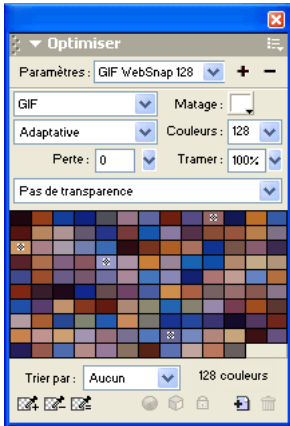 Optimiser
Paramètres : GIF WebSnap 128
GIF Matage :
Adaptative Couleurs : 128
Perte : 0 Tramer : 100%
Pas de transparence
Trier par : Aucun 128 couleurs